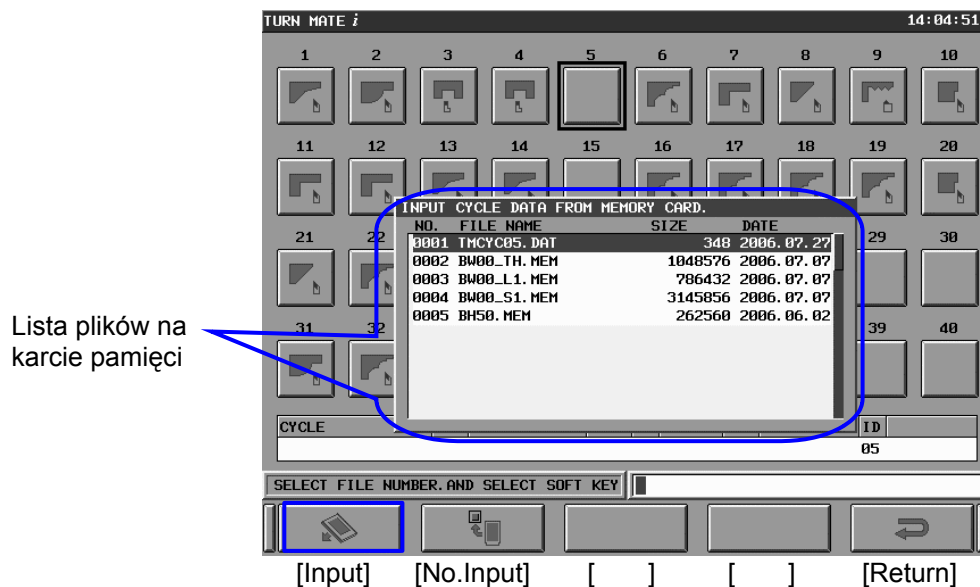 TURN MATE i 14:04:51
1 2 3 4 5 6 7 8 9 10
11 12 13 14 15 16 17 18 19 20
INPUT CYCLE DATA FROM MEMORY CARD.
NO. FILE NAME SIZE DATE
21 22 0001 TMCYC05.DAT 348 2006.07.27 29 30
0002 BW00_TH.MEM 1048576 2006.07.07
0003 BW00_L1.MEM 786432 2006.07.07
0004 BW00_S1.MEM 3145856 2006.07.07
31 32 0005 BH50.MEM 262560 2006.06.02 39 40
Lista plików na
karcie pamięci
CYCLE ID
05
SELECT FILE NUMBER.AND SELECT SOFT KEY
[Input] [No.Input] [ ] [ ] [Return]